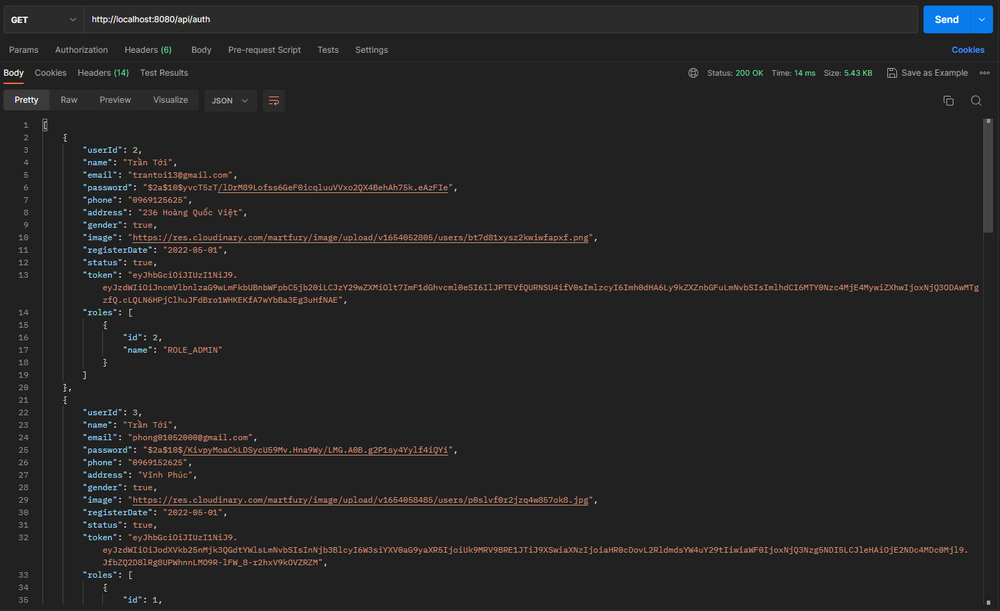 GET http://localhost:8080/api/auth Send
Params Authorization Headers (6) Body Pre-request Script Tests Settings Cookies
Body Cookies Headers (14) Test Results Status: 200 OK Time: 14 ms Size: 5.43 KB Save as Example
Pretty Raw Preview Visualize JSON
1 [
2 {
3 "userId": 2,
4 "name": "Trần Tới",
5 "email": "trantoi13@gmail.com",
6 "password": "$2a$10$yvcT5zT/lDrM89Lofss6GeF0icqluuVVxo2QX4BehAh75k.eAzFIe",
7 "phone": "0969125625",
8 "address": "236 Hoàng Quốc Việt",
9 "gender": true,
10 "image": "https://res.cloudinary.com/martfury/image/upload/v1654052805/users/bt7d81xysz2kwiwfapxf.png",
11 "registerDate": "2022-05-01",
12 "status": true,
13 "token": "eyJhbGciOiJIUzI1NiJ9.
eyJzdWIiOiJncmVlbnlzaG9wLmFkbUBnbWFpbC5jb20iLCJzY29wZXMiOlt7ImF1dGhvcml0eSI6IlJPTEVfQURNSU4ifV0sImlzcyI6Imh0dHA6Ly9kZXZnbGFuLmNvbSIsImlhdCI6MTY0Nzc4MjE4MywiZXhwIjoxNjQ3ODAwMTg
zfQ.cLQLN6HPjClhuJFdBro1WHKEKfA7wYbBa3Eg3uHfNAE",
14 "roles": [
15 {
16 "id": 2,
17 "name": "ROLE_ADMIN"
18 }
19 ]
20 },
21 {
22 "userId": 3,
23 "name": "Trần Tới",
24 "email": "phong01052000@gmail.com",
25 "password": "$2a$10$/KivpyMoaCkLDSycU59Mv.Hna9Wy/LMG.A0B.g2P1sy4Yylf4iQYi",
26 "phone": "0969152625",
27 "address": "Vĩnh Phúc",
28 "gender": true,
29 "image": "https://res.cloudinary.com/martfury/image/upload/v1654058485/users/p0slvf0r2jzq4w857ok8.jpg",
30 "registerDate": "2022-05-01",
31 "status": true,
32 "token": "eyJhbGciOiJIUzI1NiJ9.
eyJzdWIiOiJodXVkb25nMjk3QGdtYWlsLmNvbSIsInNjb3BlcyI6W3siYXV0aG9yaXR5IjoiUk9MRV9BRE1JTiJ9XSwiaXNzIjoiaHR0cDovL2RldmdsYW4uY29tIiwiaWF0IjoxNjQ3Nzg5NDI5LCJleHAiOjE2NDc4MDc0Mjl9.
JfbZQ2D8lRg8UPWhnnLMO9R-lFW_8-r2hxV9kOVZRZM",
33 "roles": [
34 {
35 "id": 1,